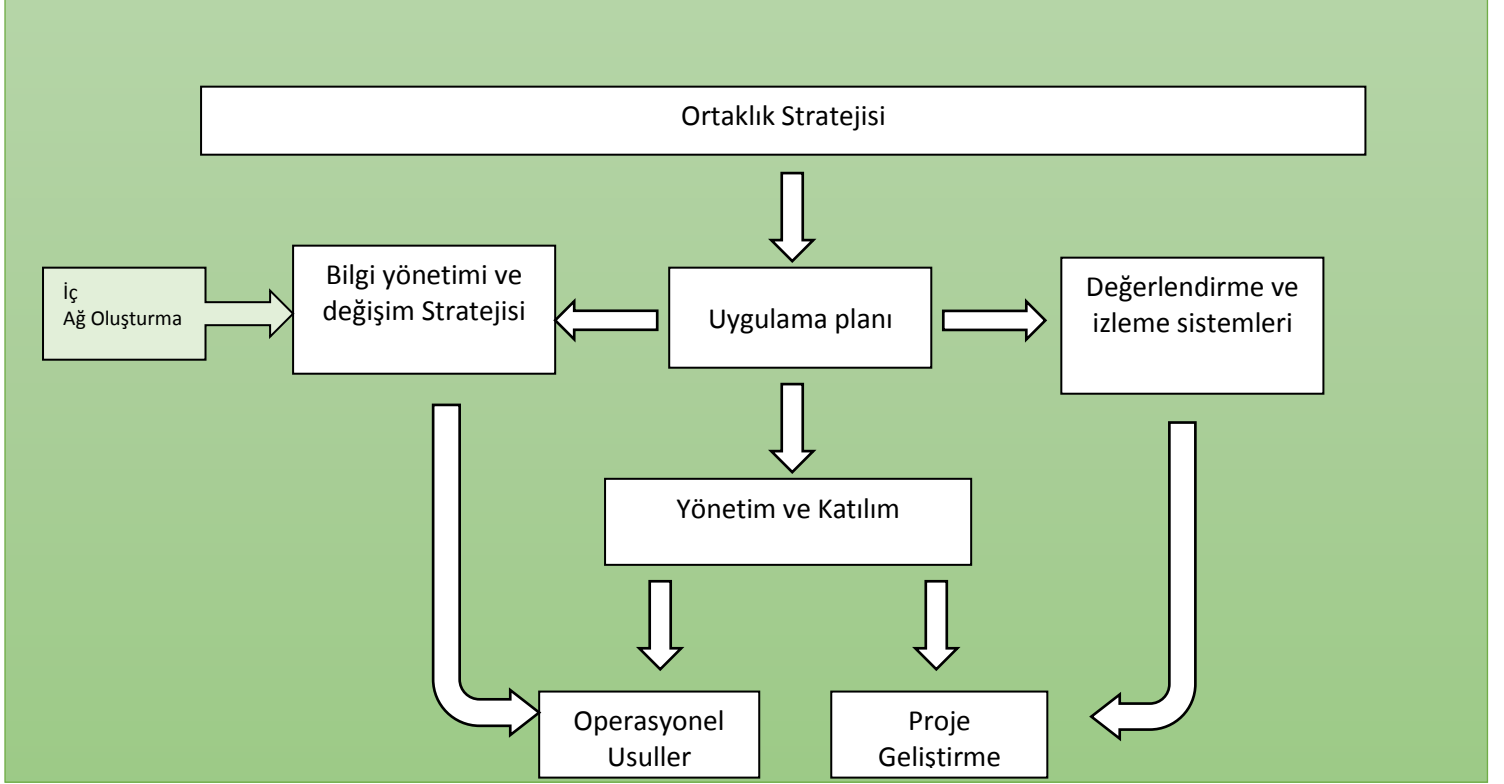 Ortaklık Stratejisi
İç
Ağ Oluşturma
Bilgi yönetimi ve
değişim Stratejisi
Uygulama planı
Değerlendirme ve
izleme sistemleri
Yönetim ve Katılım
Operasyonel
Usuller
Proje
Geliştirme